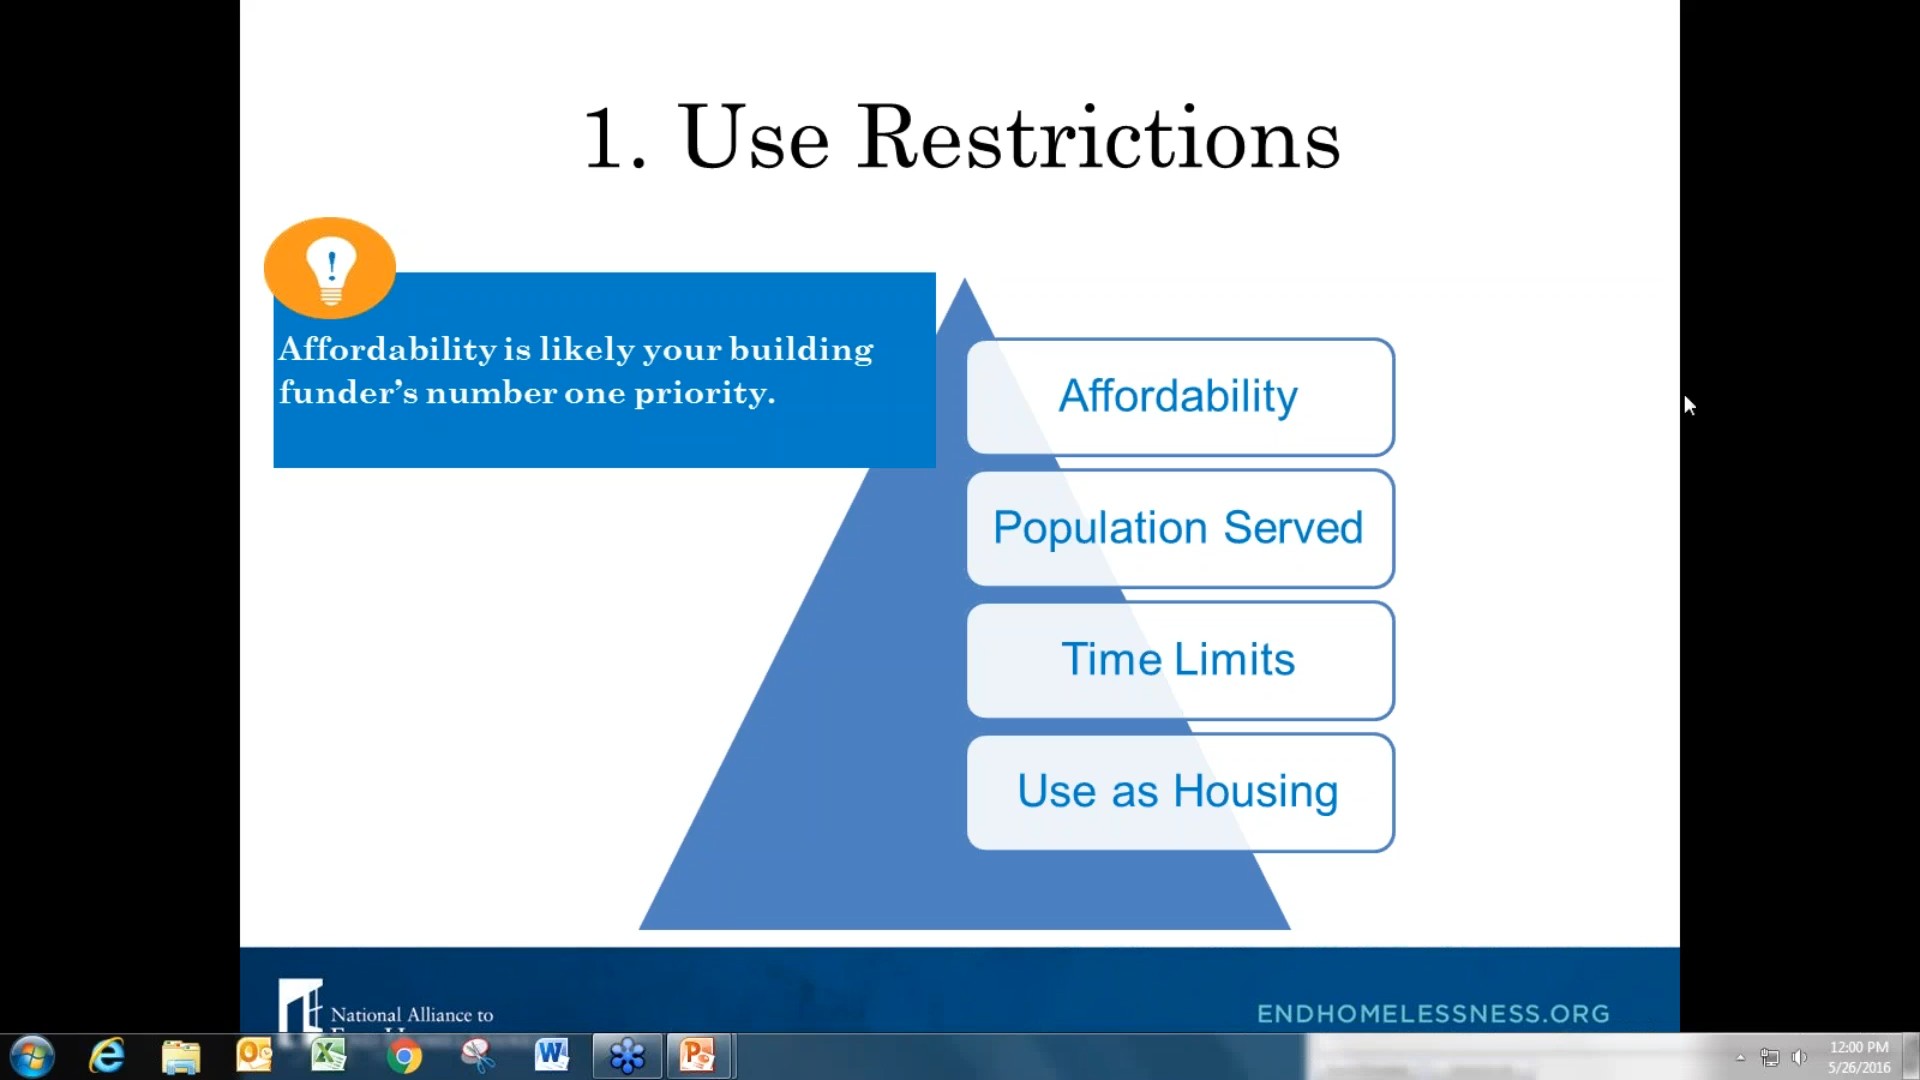 1. Use Restrictions
!
Affordability is likely your building
funder’s number one priority.
Affordability
Population Served
Time Limits
Use as Housing
National Alliance to
ENDHOMELESSNESS.ORG
12:00 PM
5/26/2016